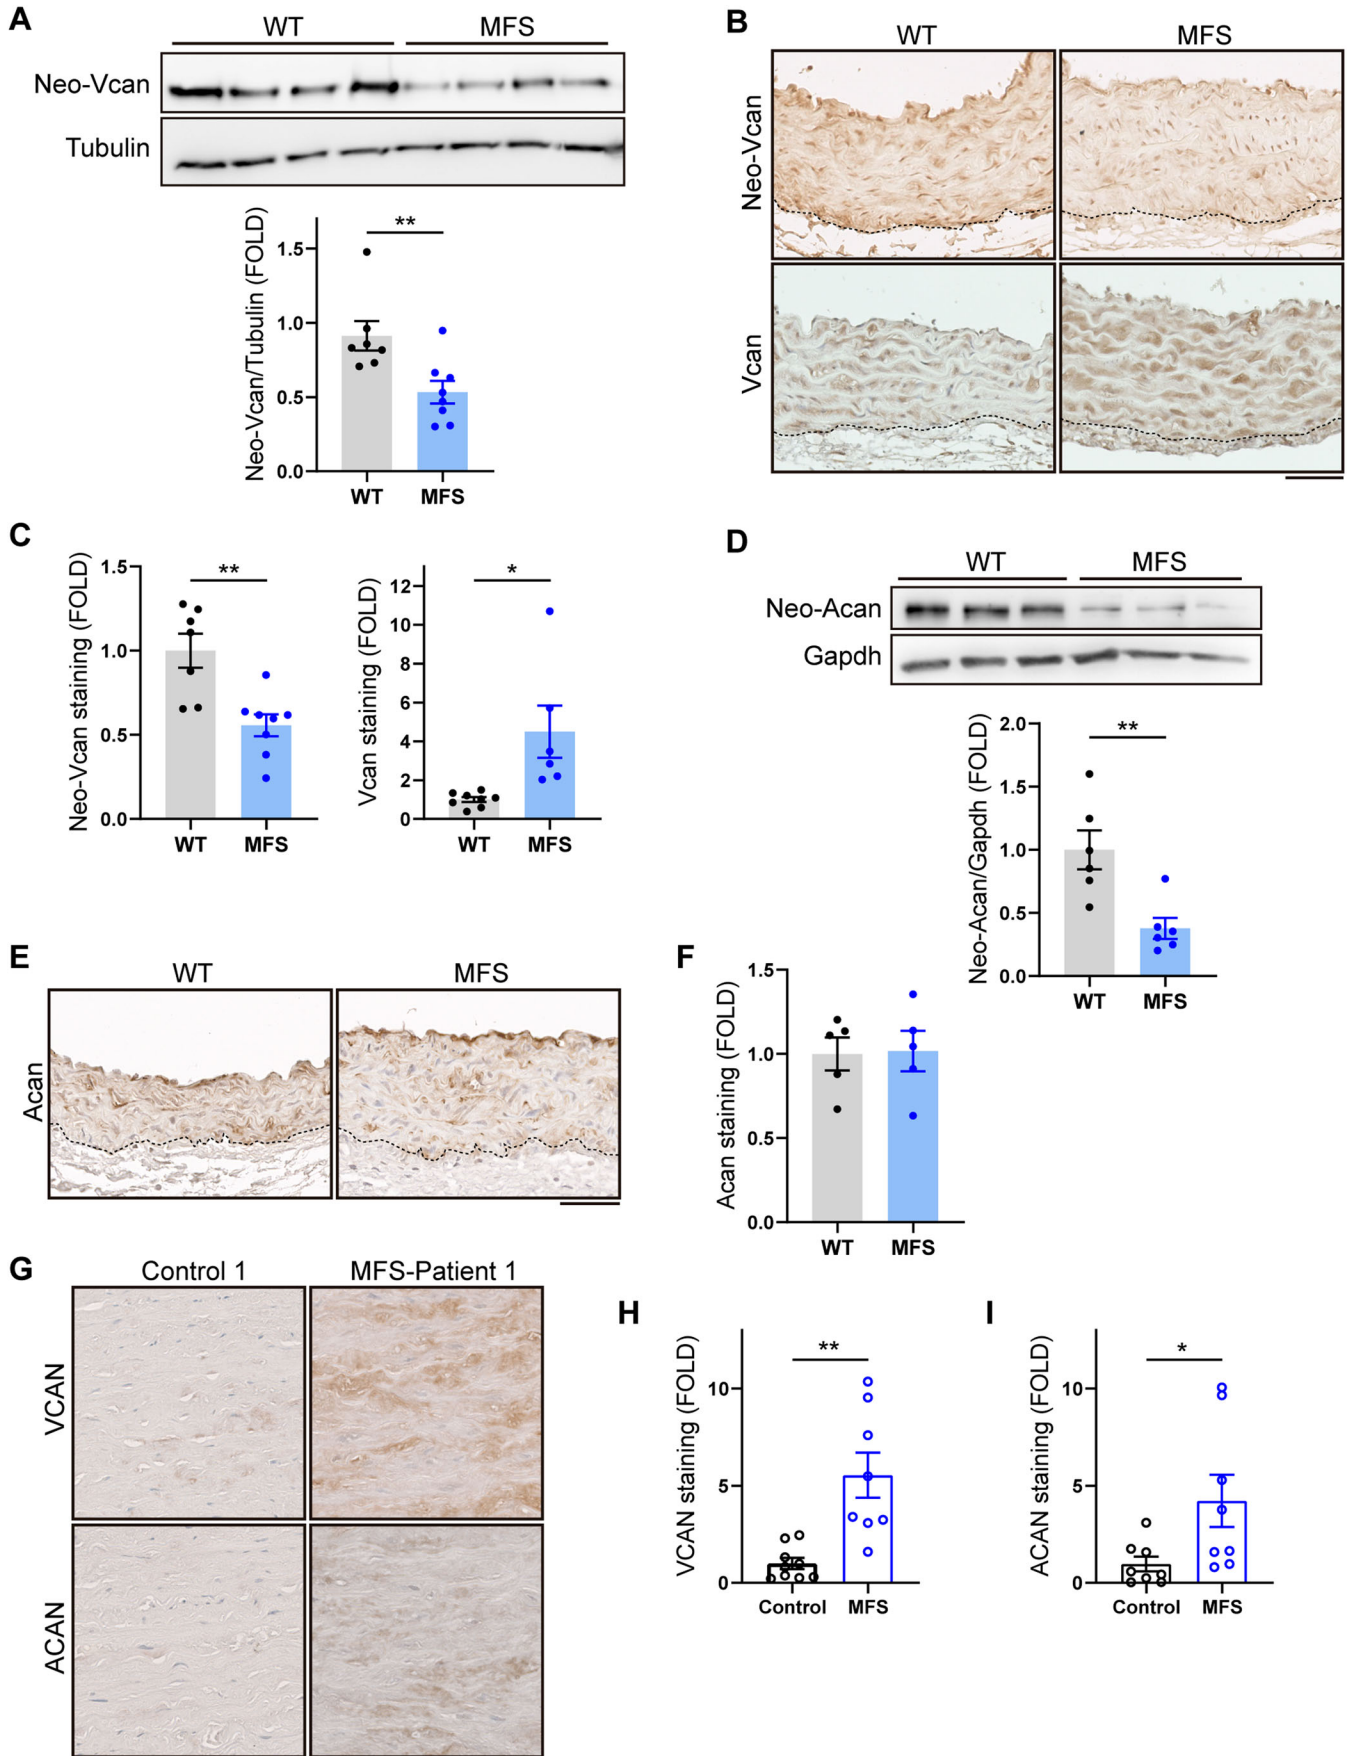 A
WT MFS
Neo-Vcan
Tubulin
Neo-Vcan/Tubulin (FOLD)
**
1.5
1.0
0.5
0.0
WT MFS
B
WT MFS
Neo-Vcan
Vcan
C
Neo-Vcan staining (FOLD)
**
1.5
1.0
0.5
0.0
WT MFS
Vcan staining (FOLD)
*
12
10
8
6
4
2
0
WT MFS
D
WT MFS
Neo-Acan
Gapdh
Neo-Acan/Gapdh (FOLD)
**
2.0
1.5
1.0
0.5
0.0
WT MFS
E
WT MFS
Acan
F
Acan staining (FOLD)
1.5
1.0
0.5
0.0
WT MFS
G
Control 1 MFS-Patient 1
VCAN
ACAN
H
VCAN staining (FOLD)
**
10
5
0
Control MFS
I
ACAN staining (FOLD)
*
10
5
0
Control MFS